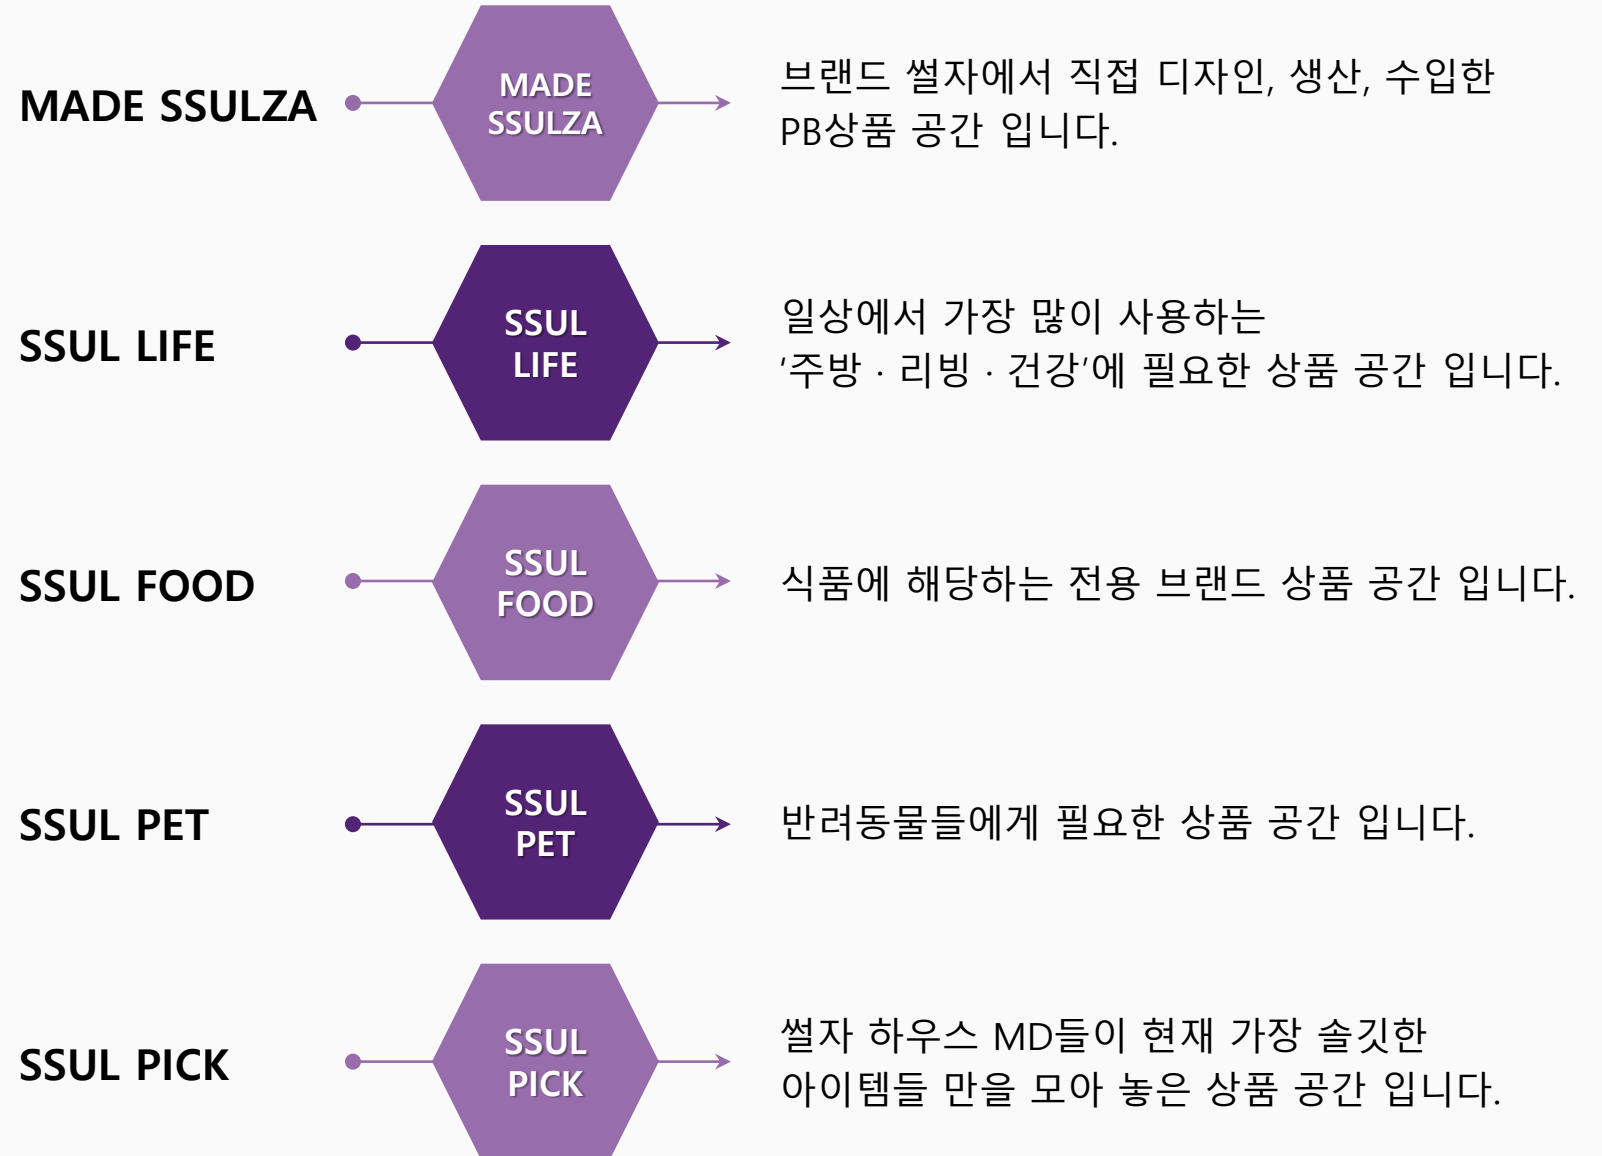 MADE SSULZA
MADE
SSULZA
브랜드 썰자에서 직접 디자인, 생산, 수입한
PB상품 공간 입니다.
SSUL LIFE
SSUL
LIFE
일상에서 가장 많이 사용하는
'주방 · 리빙 · 건강'에 필요한 상품 공간 입니다.
SSUL FOOD
SSUL
FOOD
식품에 해당하는 전용 브랜드 상품 공간 입니다.
SSUL PET
SSUL
PET
반려동물들에게 필요한 상품 공간 입니다.
SSUL PICK
SSUL
PICK
썰자 하우스 MD들이 현재 가장 솔깃한
아이템들 만을 모아 놓은 상품 공간 입니다.